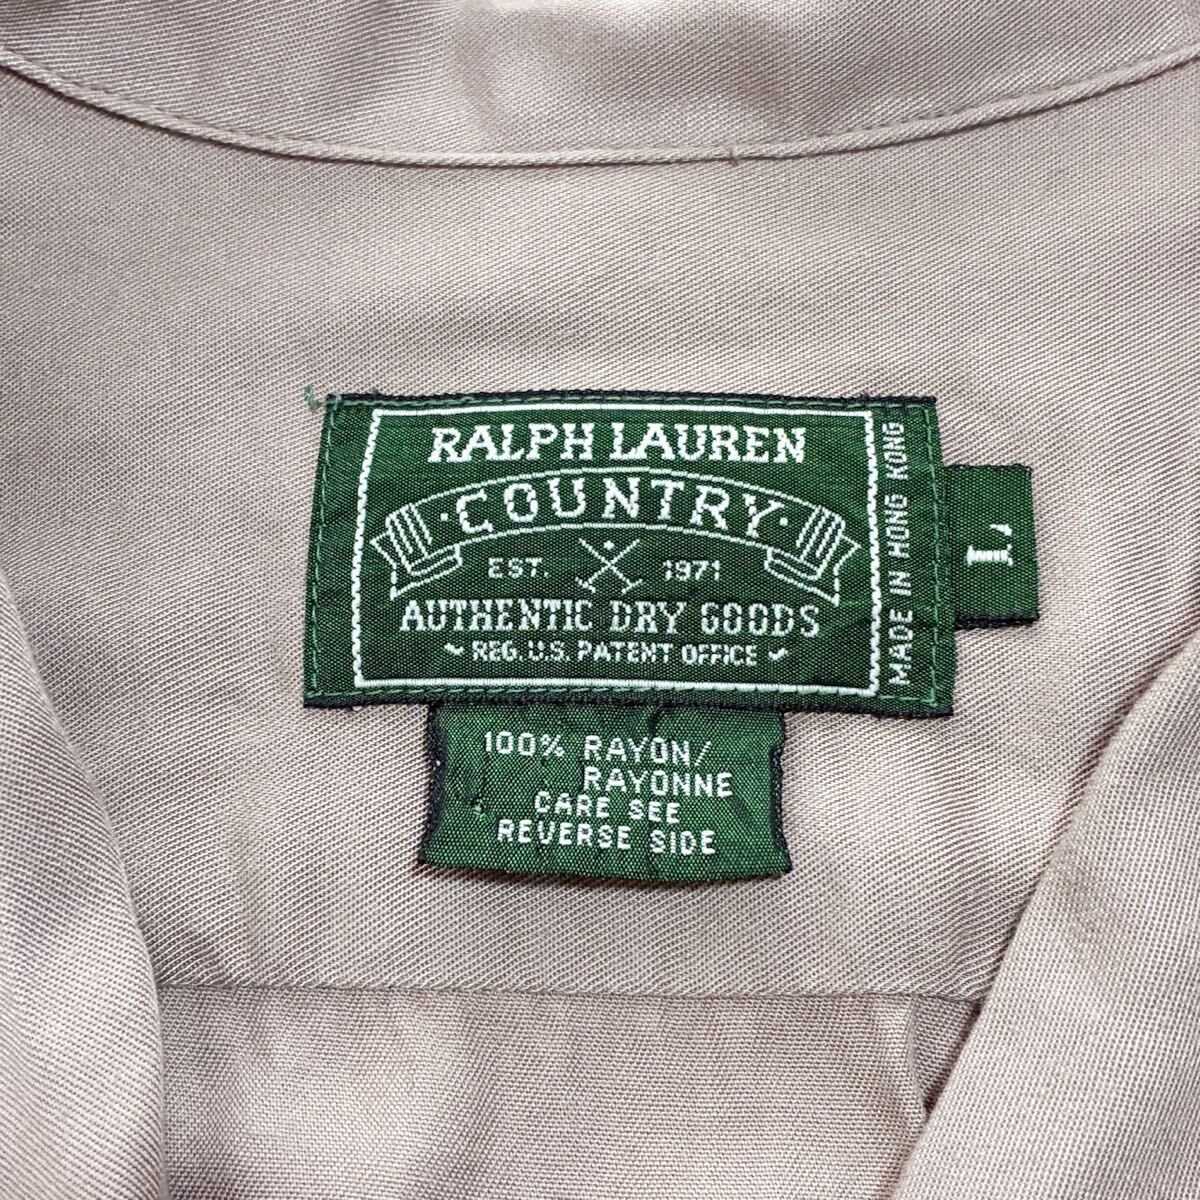 RALPH LAUREN
·COUNTRY·
EST. 1971
AUTHENTIC DRY GOODS
~ REG. U.S. PATENT OFFICE ~
MADE IN HONG KONG
L
100% RAYON/
RAYONNE
CARE SEE
REVERSE SIDE